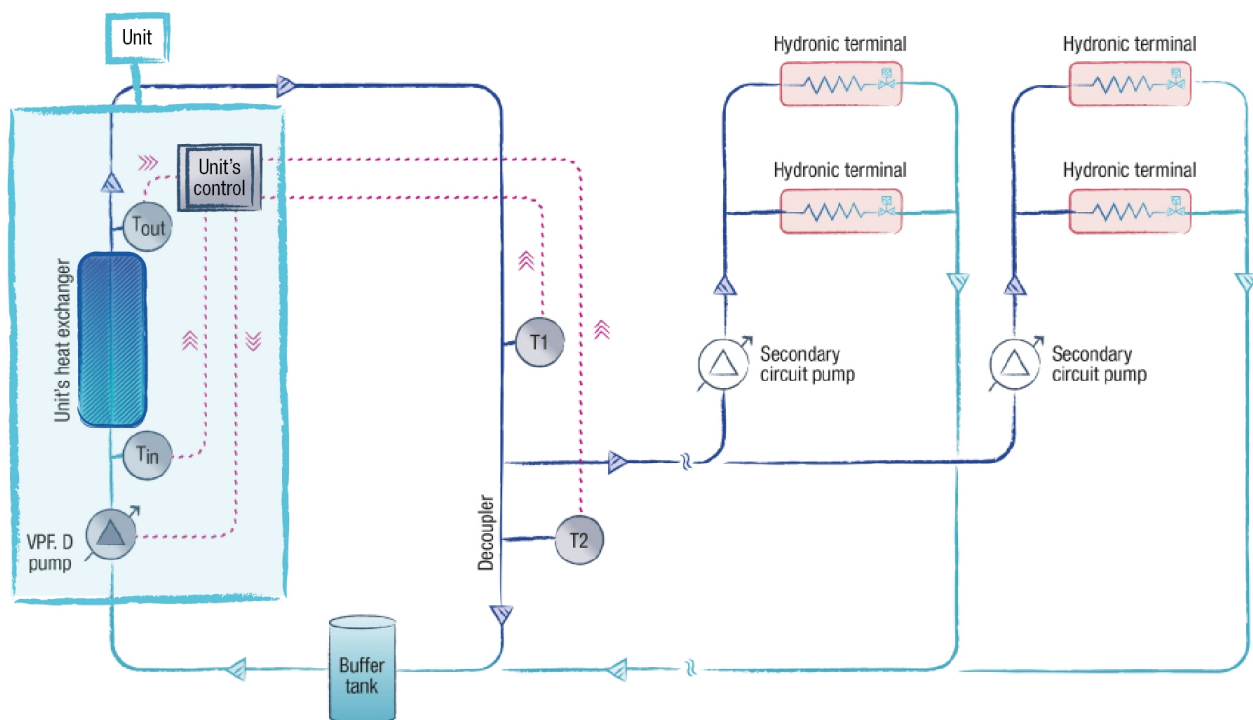 Unit
Hydronic terminal
Hydronic terminal
Unit's
control
Hydronic terminal
Hydronic terminal
Tout
Unit's heat exchanger
T1
Secondary
circuit pump
Secondary
circuit pump
Tin
Decoupler
VPF. D
pump
T2
Buffer
tank